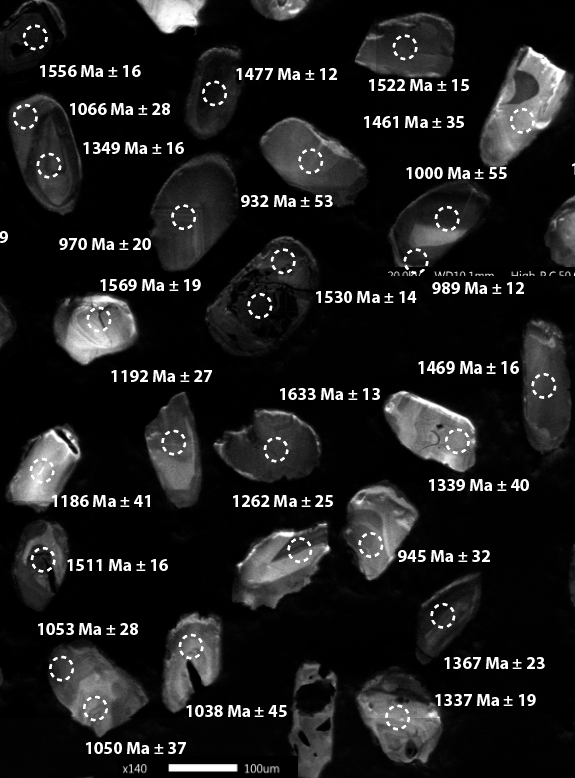 1556 Ma ± 16
1477 Ma ± 12
1522 Ma ± 15
1066 Ma ± 28
1461 Ma ± 35
1349 Ma ± 16
1000 Ma ± 55
932 Ma ± 53
9
970 Ma ± 20
WD10.1mm
1569 Ma ± 19
1530 Ma ± 14
989 Ma ± 12
1192 Ma ± 27
1469 Ma ± 16
1633 Ma ± 13
1339 Ma ± 40
1186 Ma ± 41
1262 Ma ± 25
1511 Ma ± 16
945 Ma ± 32
1053 Ma ± 28
1367 Ma ± 23
1038 Ma ± 45
1337 Ma ± 19
1050 Ma ± 37
x140 100um